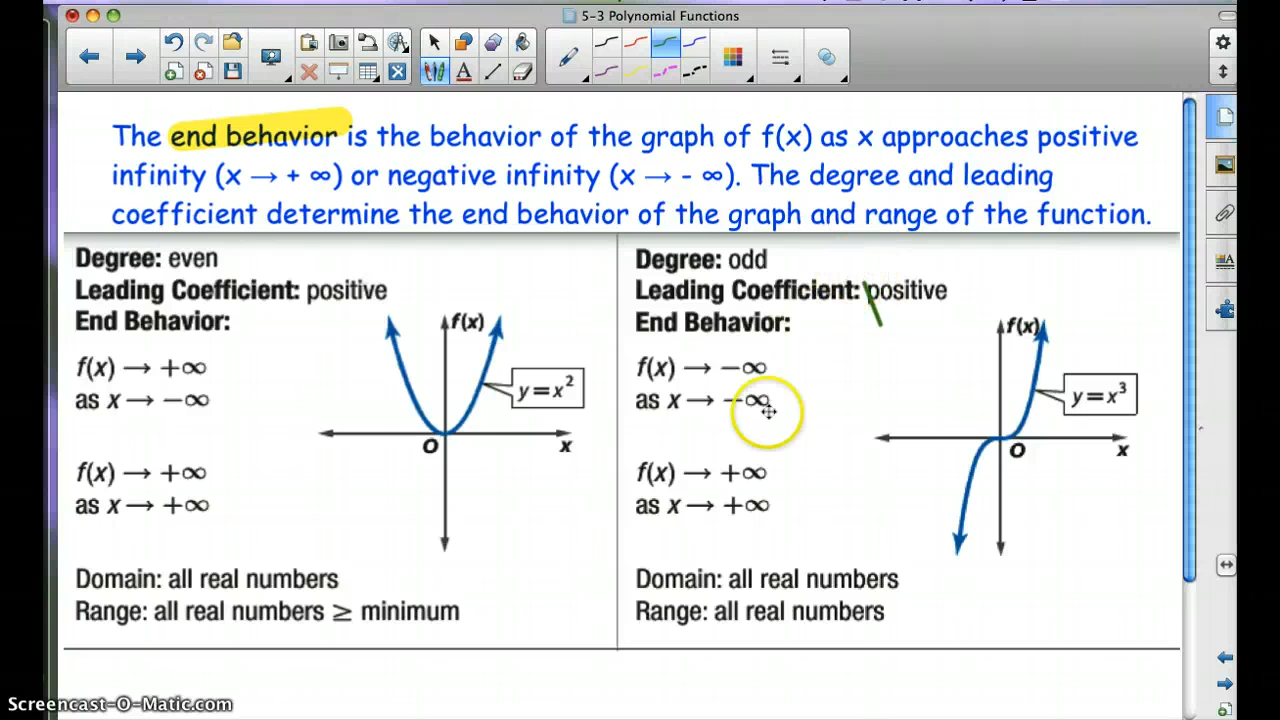 5-3 Polynomial Functions
The end behavior is the behavior of the graph of f(x) as x approaches positive
infinity (x → + ∞) or negative infinity (x → - ∞). The degree and leading
coefficient determine the end behavior of the graph and range of the function.
Degree: even
Leading Coefficient: positive
End Behavior:
f(x) → +∞
as x → −∞
f(x) → +∞
as x → +∞
Domain: all real numbers
Range: all real numbers ≥ minimum
f(x)
y = x²
O
x
Degree: odd
Leading Coefficient: positive
End Behavior:
f(x) → −∞
as x → −∞
f(x) → +∞
as x → +∞
Domain: all real numbers
Range: all real numbers
f(x)
y = x³
O
x
Screencast-O-Matic.com